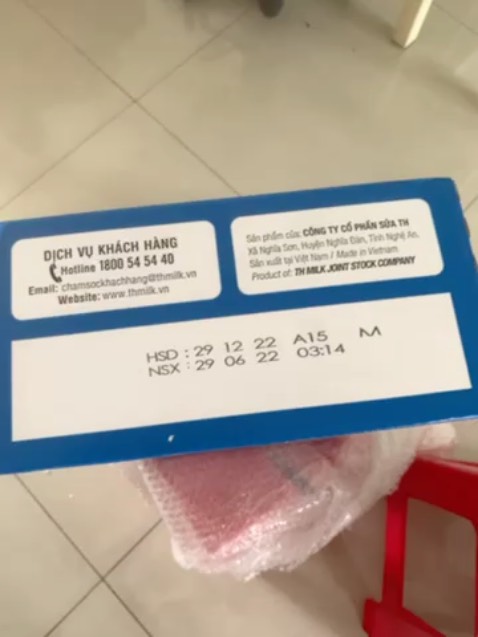 DỊCH VỤ KHÁCH HÀNG
Hotline 1800 54 54 40
Email: chamsockhachhang@thmilk.vn
Website: www.thmilk.vn
Sản phẩm của: CÔNG TY CỔ PHẦN SỮA TH
Xã Nghĩa Sơn, Huyện Nghĩa Đàn, Tỉnh Nghệ An.
Sản xuất tại Việt Nam / Made in Vietnam
Product of: TH MILK JOINT STOCK COMPANY
HSD : 29 12 22 A15 M
NSX : 29 06 22 03:14